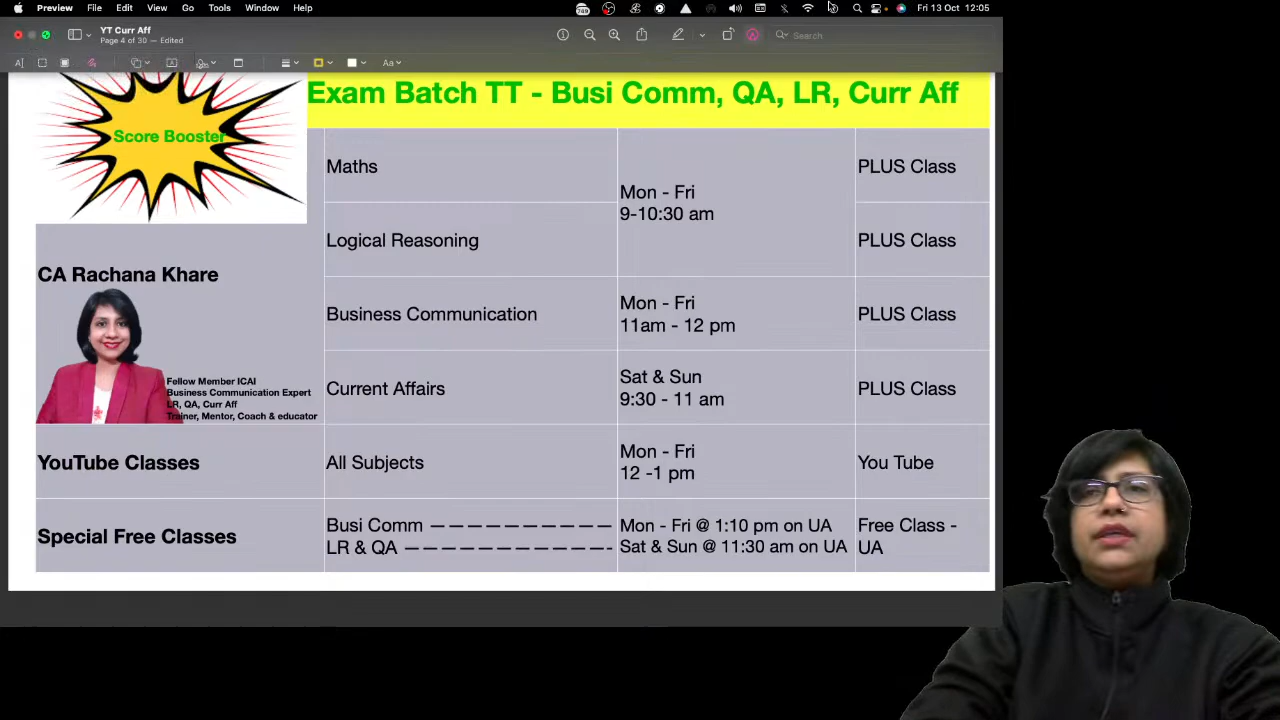 Preview File Edit View Go Tools Window Help Fri 13 Oct 12:05
YT Curr Aff
Page 4 of 30 — Edited
Search
Aa
Score Booster
Exam Batch TT - Busi Comm, QA, LR, Curr Aff
Maths
Mon - Fri
9-10:30 am
PLUS Class
Logical Reasoning
PLUS Class
CA Rachana Khare
Fellow Member ICAI
Business Communication Expert
LR, QA, Curr Aff
Trainer, Mentor, Coach & educator
Business Communication
Mon - Fri
11am - 12 pm
PLUS Class
Current Affairs
Sat & Sun
9:30 - 11 am
PLUS Class
YouTube Classes
All Subjects
Mon - Fri
12 -1 pm
You Tube
Special Free Classes
Busi Comm — — — — — — — — — —
LR & QA — — — — — — — — — — —-
Mon - Fri @ 1:10 pm on UA
Sat & Sun @ 11:30 am on UA
Free Class -
UA